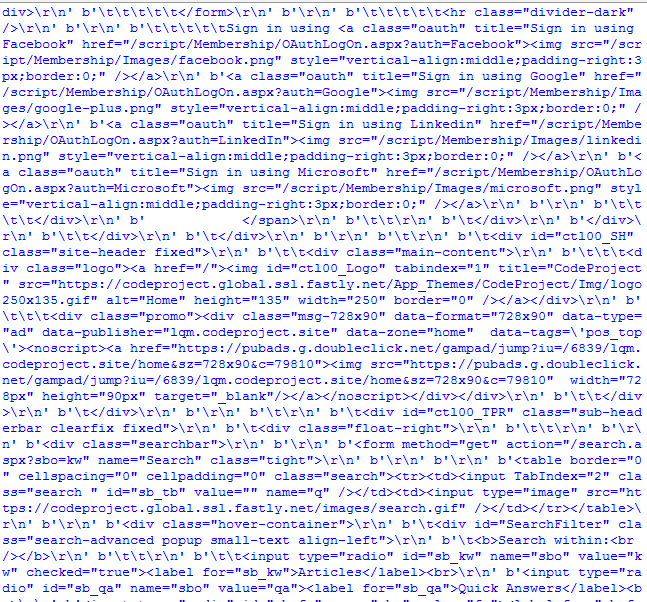 div>\r\n' b'\t\t\t\t\t</form>\r\n' b'\r\n' b'\t\t\t\t\t<hr class="divider-dark"
/>\r\n' b'\r\n' b'\r\n' b'\t\t\t\t\tSign in using <a class="oauth" title="Sign in using
Facebook" href="/script/Membership/OAuthLogOn.aspx?auth=Facebook"><img src="/scr
ipt/Membership/Images/facebook.png" style="vertical-align:middle;padding-right:3
px;border:0;" /></a>\r\n' b'<a class="oauth" title="Sign in using Google" href="
/script/Membership/OAuthLogOn.aspx?auth=Google"><img src="/script/Membership/Ima
ges/google-plus.png" style="vertical-align:middle;padding-right:3px;border:0;" /
></a>\r\n' b'<a class="oauth" title="Sign in using Linkedin" href="/script/Membe
rship/OAuthLogOn.aspx?auth=LinkedIn"><img src="/script/Membership/Images/linkedi
n.png" style="vertical-align:middle;padding-right:3px;border:0;" /></a>\r\n' b'<
a class="oauth" title="Sign in using Microsoft" href="/script/Membership/OAuthLo
gOn.aspx?auth=Microsoft"><img src="/script/Membership/Images/microsoft.png" styl
e="vertical-align:middle;padding-right:3px;border:0;" /></a>\r\n' b'\r\n' b'\t\t
\t\t</div>\r\n' b'            </span>\r\n' b'\t\t\t\r\n' b'\t</div>\r\n' b'</div>\
r\n' b'\t\t</div>\r\n' b'\t</div>\r\n' b'\r\n' b'\t\r\n' b'\t<div id="ctl00_SH"
class="site-header fixed">\r\n' b'\t\t<div class="main-content">\r\n' b'\t\t\t<d
iv class="logo"><a href="/"><img id="ctl00_Logo" tabindex="1" title="CodeProject
" src="https://codeproject.global.ssl.fastly.net/App_Themes/CodeProject/Img/logo
250x135.gif" alt="Home" height="135" width="250" border="0" /></a></div>\r\n' b'
\t\t\t\t<div class="promo"><div class="msg-728x90" data-format="728x90" data-type=
"ad" data-publisher="lqm.codeproject.site" data-zone="home"  data-tags=\'pos_top
\'><noscript><a href="https://pubads.g.doubleclick.net/gampad/jump?iu=/6839/lqm.
codeproject.site/home&sz=728x90&c=79810"><img src="https://pubads.g.doubleclick.
net/gampad/jump?iu=/6839/lqm.codeproject.site/home&sz=728x90&c=79810"  width="72
8px" height="90px" target="_blank"/></a></noscript></div></div>\r\n' b'\t\t</div
>\r\n' b'\t</div>\r\n' b'\r\n' b'\t\r\n' b'\t<div id="ctl00_TPR" class="sub-head
erbar clearfix fixed">\r\n' b'\t<div class="float-right">\r\n' b'\t\t\t\r\n' b'\r\
n' b'<div class="searchbar">\r\n' b'\r\n' b'<form method="get" action="/search.a
spx?sbo=kw" name="Search" class="tight">\r\n' b'\r\n' b'\r\n' b'<table border="0
" cellspacing="0" cellpadding="0" class="search"><tr><td><input TabIndex="2" cla
ss="search " id="sb_tb" value="" name="q" /></td><td><input type="image" src="ht
tps://codeproject.global.ssl.fastly.net/images/search.gif" /></td></tr></table>\
r\n' b'\r\n' b'<div class="hover-container">\r\n' b'\t<div id="SearchFilter" clas
s="search-advanced popup small-text align-left">\r\n' b'\t<b>Search within:<br
/></b>\r\n' b'\t\t\r\n' b'\t\t<input type="radio" id="sb_kw" name="sbo" value="k
w" checked="true"><label for="sb_kw">Articles</label><br>\r\n' b'<input type="ra
dio" id="sb_qa" name="sbo" value="qa"><label for="sb_qa">Quick Answers</label><b